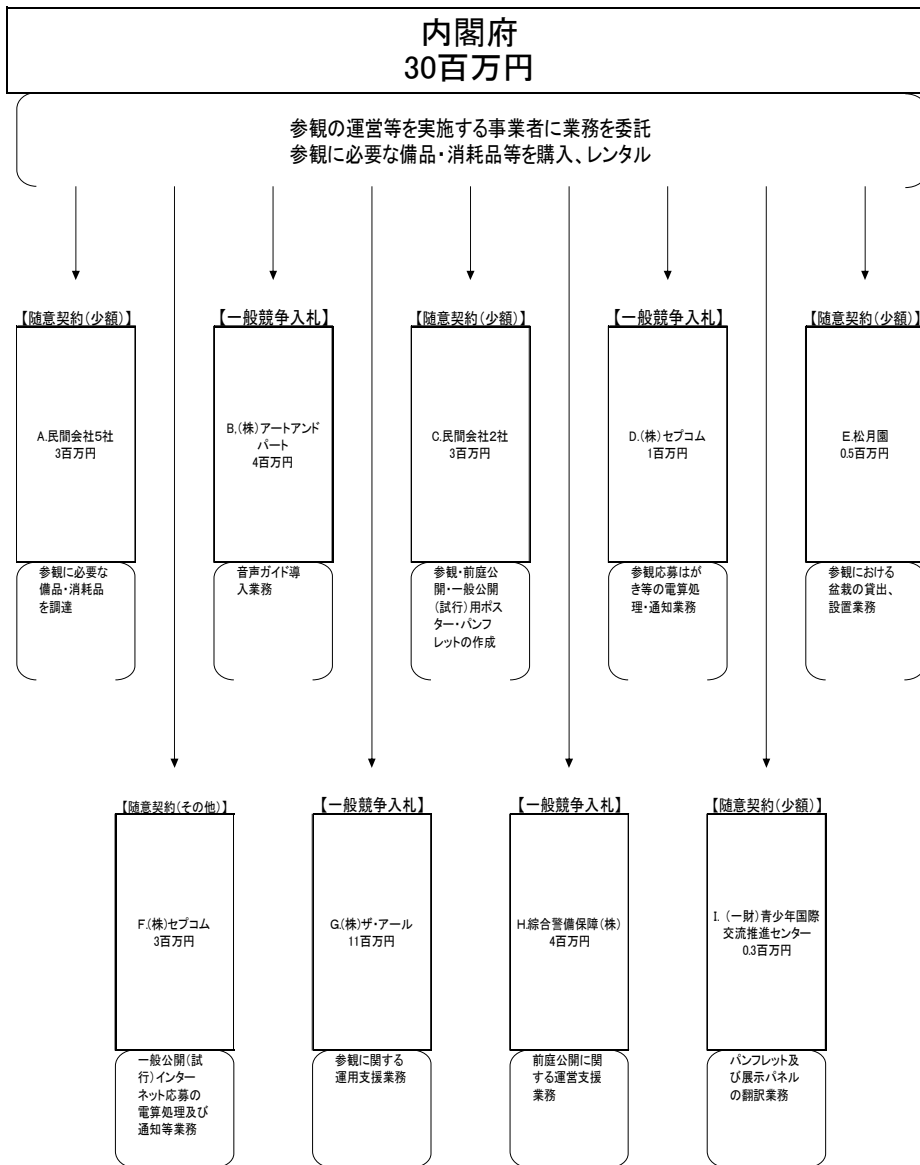 内閣府
30百万円
参観の運営等を実施する事業者に業務を委託
参観に必要な備品・消耗品等を購入、レンタル
【随意契約(少額)】
A.民間会社5社
3百万円
参観に必要な
備品・消耗品
を調達
【一般競争入札】
B,(株)アートアンド
パート
4百万円
音声ガイド導
入業務
【随意契約(少額)】
C.民間会社2社
3百万円
参観・前庭公
開・一般公開
(試行)用ポス
ター・パンフ
レットの作成
【一般競争入札】
D.(株)セプコム
1百万円
参観応募はが
き等の電算処
理・通知業務
【随意契約(少額)】
E.松月園
0.5百万円
参観における
盆栽の貸出、
設置業務
【随意契約(その他)】
F.(株)セプコム
3百万円
一般公開(試
行)インター
ネット応募の
電算処理及び
通知等業務
【一般競争入札】
G.(株)ザ・アール
11百万円
参観に関する
運用支援業務
【一般競争入札】
H.綜合警備保障(株)
4百万円
前庭公開に関
する運営支援
業務
【随意契約(少額)】
I. (一財)青少年国際
交流推進センター
0.3百万円
パンフレット及
び展示パネル
の翻訳業務